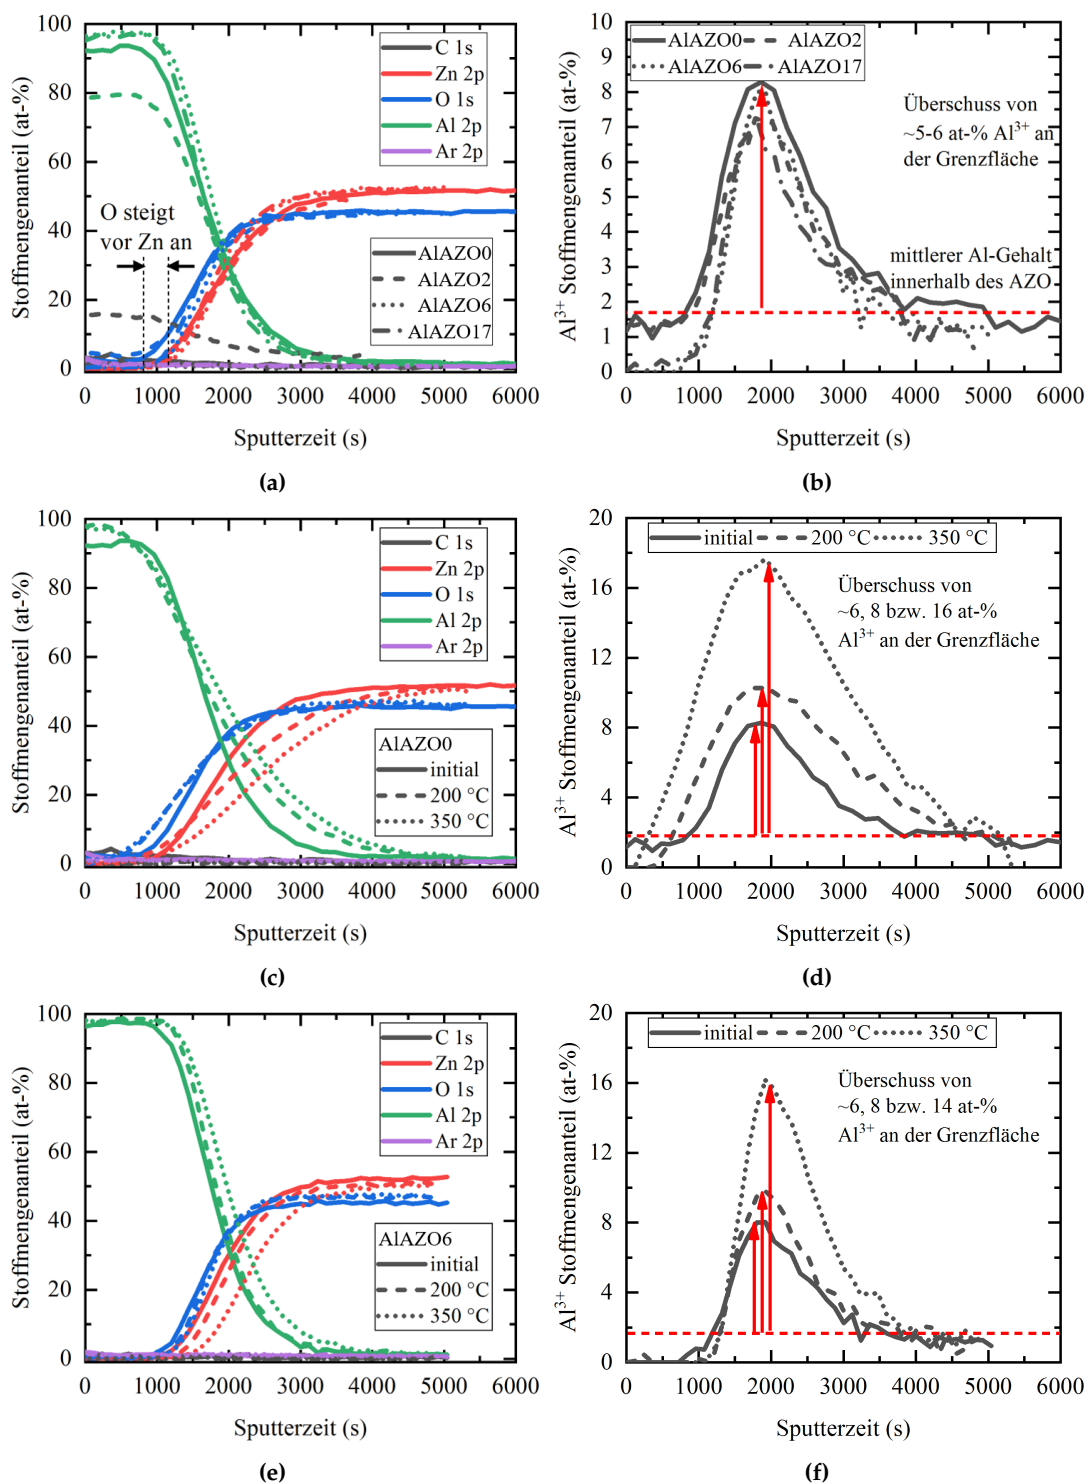 100
80
60
40
20
0
Stoffmengenanteil (at-%)
C 1s
Zn 2p
O 1s
Al 2p
Ar 2p
O steigt
vor Zn an
AlAZO0
AlAZO2
AlAZO6
AlAZO17
0 1000 2000 3000 4000 5000 6000
Sputterzeit (s)
(a)
10
9
8
7
6
5
4
3
2
1
0
Al³⁺ Stoffmengenanteil (at-%)
AlAZO0 AlAZO2
AlAZO6 AlAZO17
Überschuss von
~5-6 at-% Al³⁺ an
der Grenzfläche
mittlerer Al-Gehalt
innerhalb des AZO
0 1000 2000 3000 4000 5000 6000
Sputterzeit (s)
(b)
100
80
60
40
20
0
Stoffmengenanteil (at-%)
C 1s
Zn 2p
O 1s
Al 2p
Ar 2p
AlAZO0
initial
200 °C
350 °C
0 1000 2000 3000 4000 5000 6000
Sputterzeit (s)
(c)
20
16
12
8
4
0
Al³⁺ Stoffmengenanteil (at-%)
initial 200 °C 350 °C
Überschuss von
~6, 8 bzw. 16 at-%
Al³⁺ an der Grenzfläche
0 1000 2000 3000 4000 5000 6000
Sputterzeit (s)
(d)
100
80
60
40
20
0
Stoffmengenanteil (at-%)
C 1s
Zn 2p
O 1s
Al 2p
Ar 2p
AlAZO6
initial
200 °C
350 °C
0 1000 2000 3000 4000 5000 6000
Sputterzeit (s)
(e)
20
16
12
8
4
0
Al³⁺ Stoffmengenanteil (at-%)
initial 200 °C 350 °C
Überschuss von
~6, 8 bzw. 14 at-%
Al³⁺ an der Grenzfläche
0 1000 2000 3000 4000 5000 6000
Sputterzeit (s)
(f)